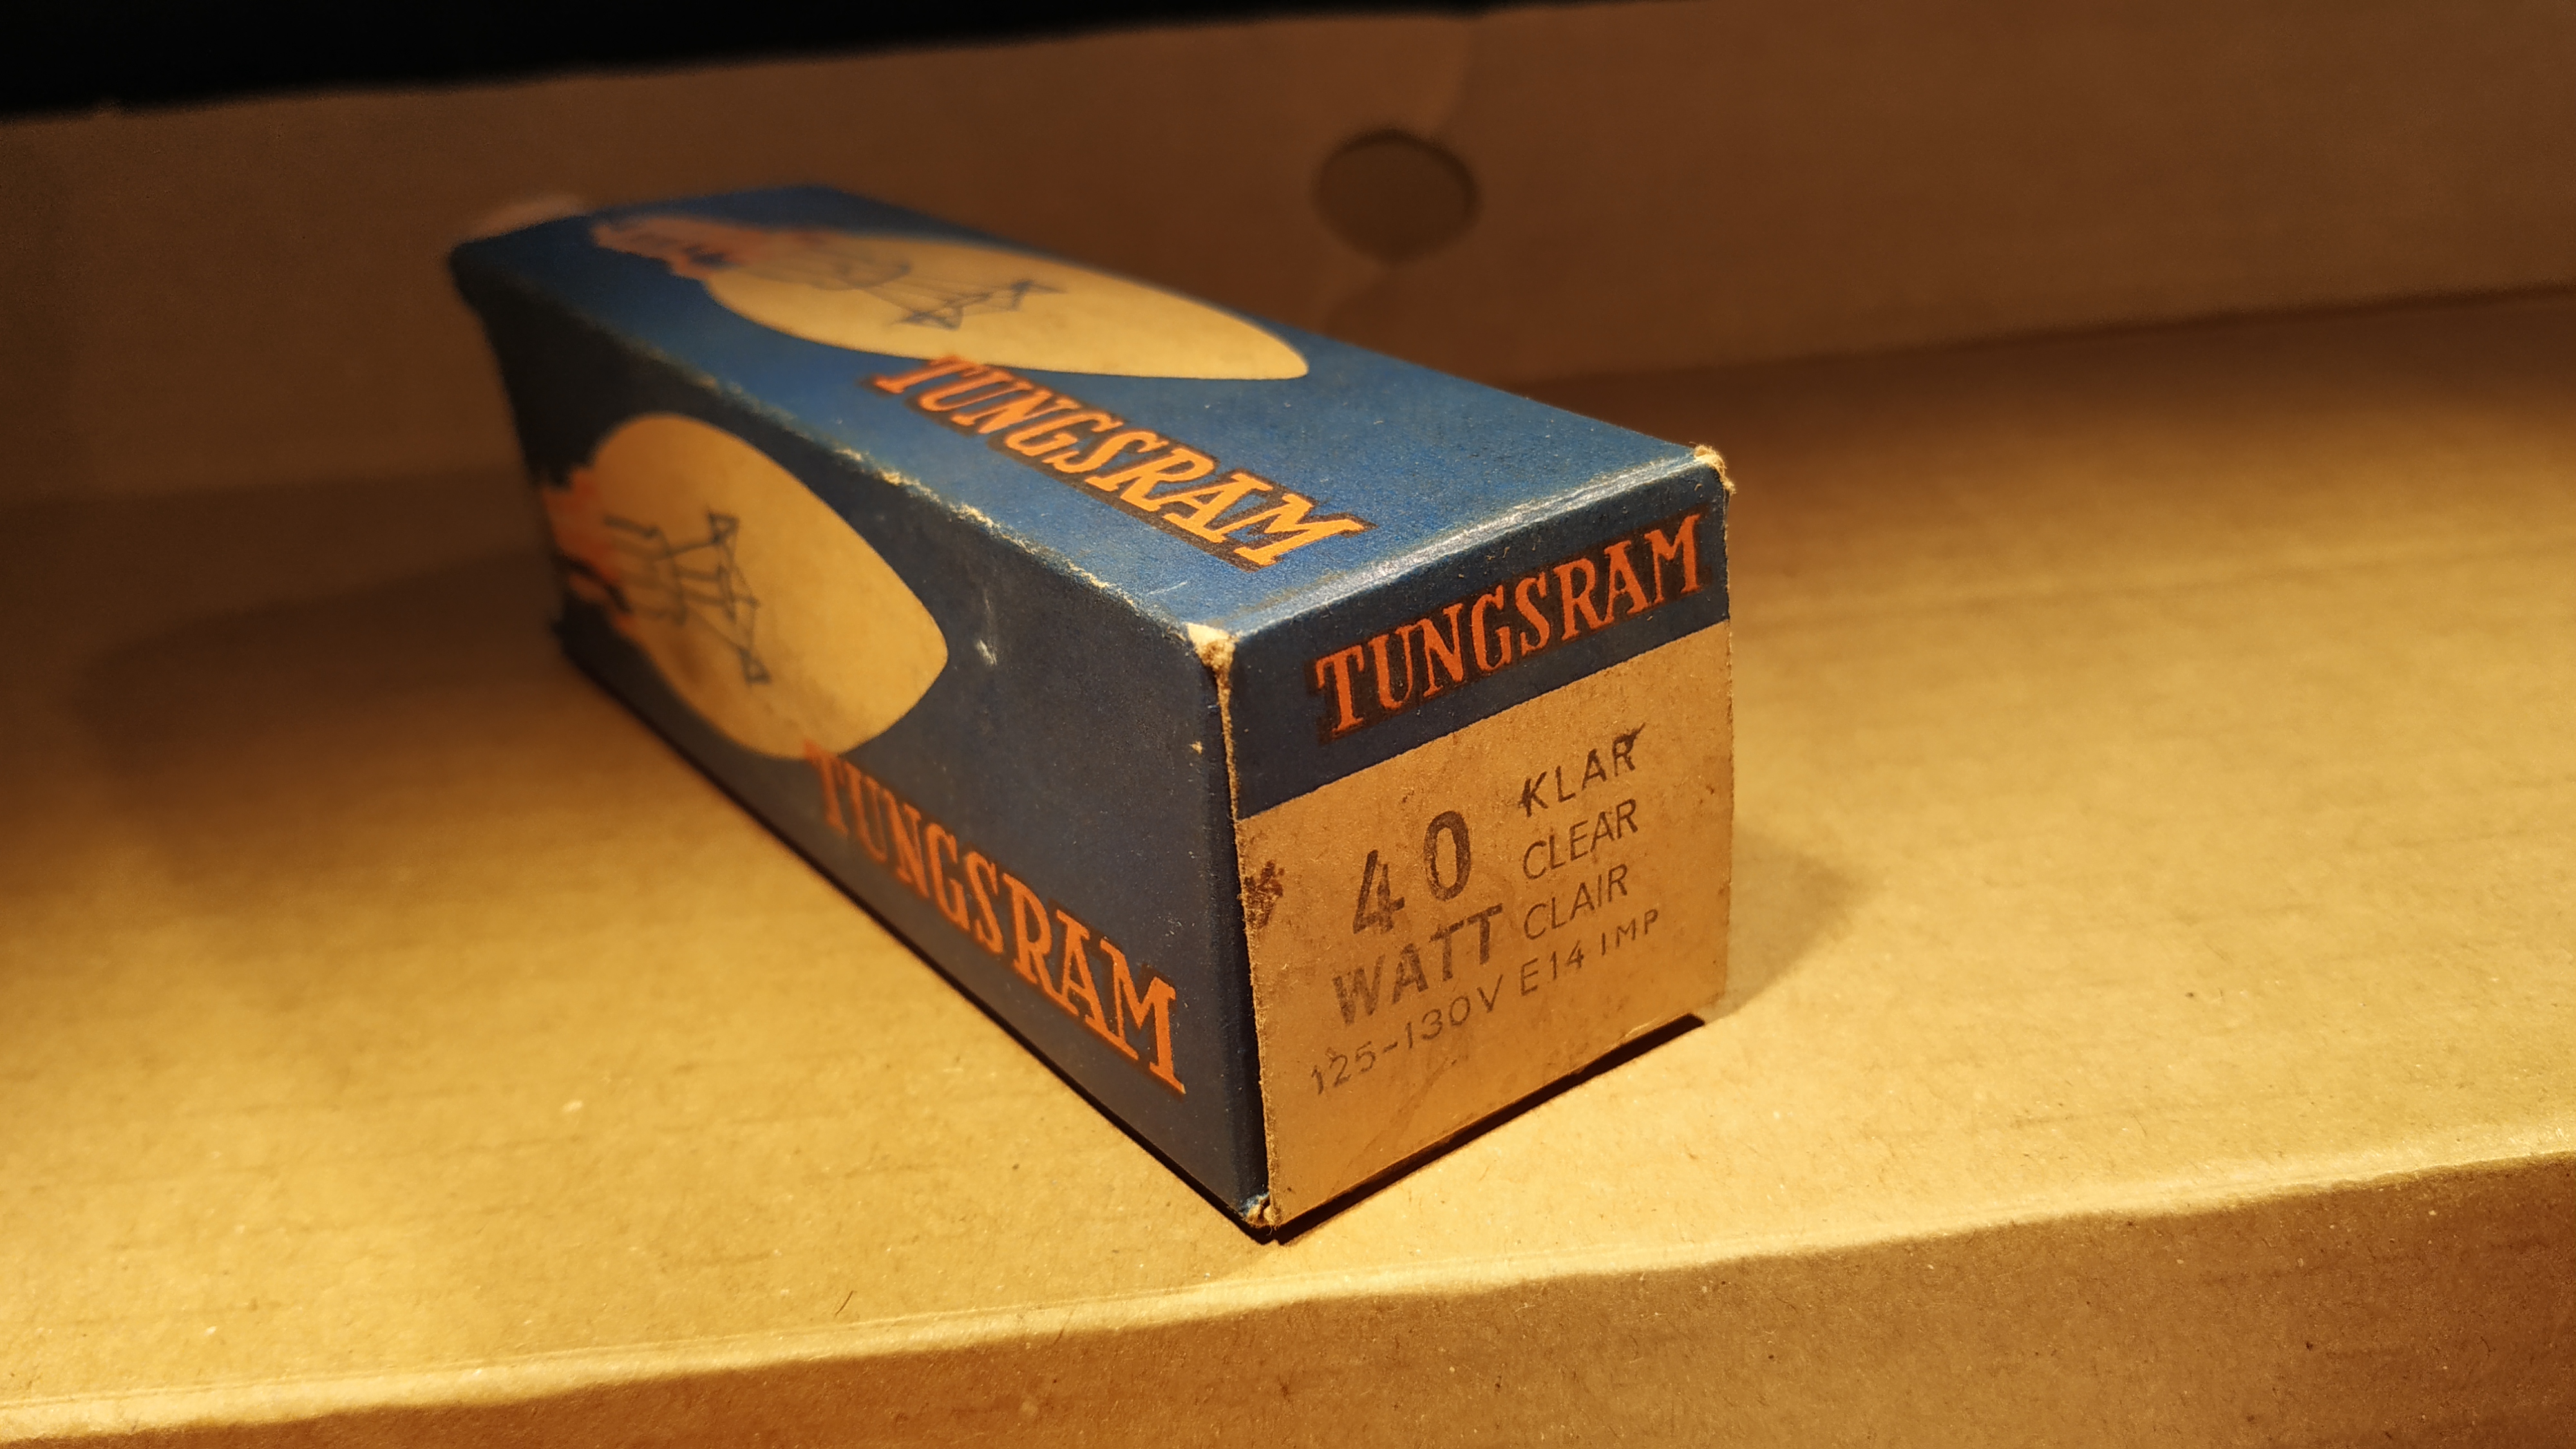 TUNGSRAM
TUNGSRAM
TUNGSRAM
40 KLAR
CLEAR
WATT CLAIR
125-130V E14 IMP